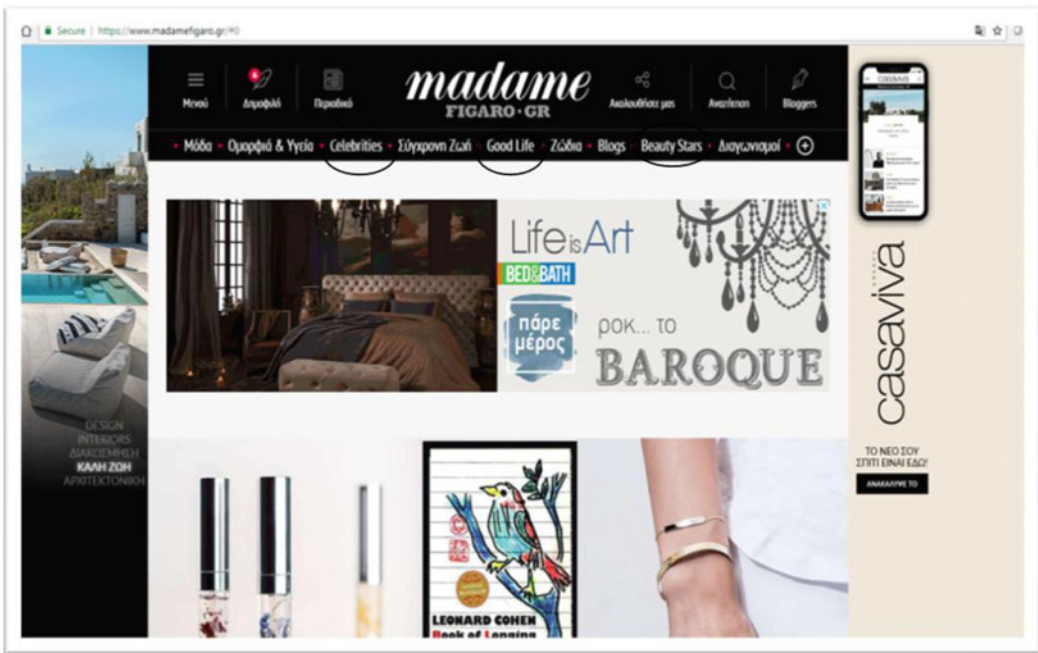 Secure | https://www.madamefigaro.gr/#0
Μενού
6
Δημοφιλή
Περιοδικό
madame
FIGARO·GR
Ακολουθήστε μας
Αναζήτηση
Bloggers
• Μόδα • Ομορφιά & Υγεία • Celebrities • Σύγχρονη Ζωή • Good Life • Ζώδια • Blogs • Beauty Stars • Διαγωνισμοί •
Life is Art
BED&BATH
πάρε
μέρος
ροκ... το
BAROQUE
DESIGN
INTERIORS
ΔΙΑΚΟΣΜΗΣΗ
ΚΑΛΗ ΖΩΗ
ΑΡΧΙΤΕΚΤΟΝΙΚΗ
casaviva
casaviva
ΤΟ ΝΕΟ ΣΟΥ
ΣΠΙΤΙ ΕΙΝΑΙ ΕΔΩ!
ΑΝΑΚΑΛΥΨΕ ΤΟ
LEONARD COHEN
Book of Longing